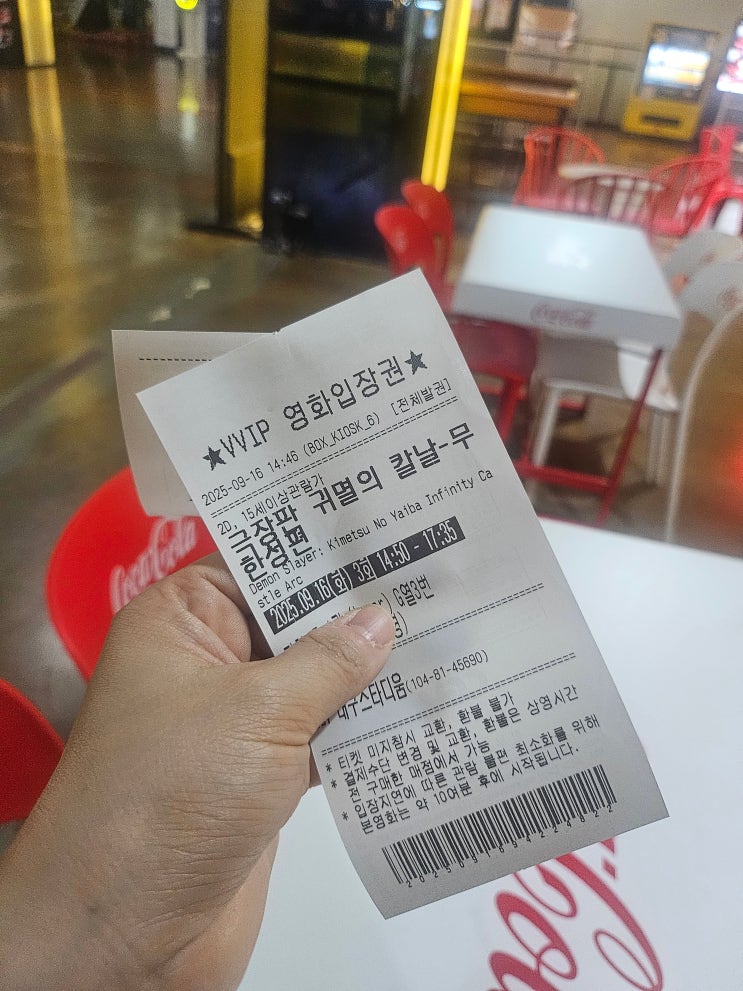 ★VVIP 영화입장권★
2025-09-16 14:46 (BOX_KIOSK_6) [전체발권]
2D, 15세이상관람가
극장판 귀멸의 칼날-무
한성편
Demon Slayer: Kimetsu No Yaiba Infinity Ca
stle Arc
2025.09.16(화) 3회 14:50 - 17:35
G열3번
대구스타디움(104-81-45690)
* 티켓 미지참시 교환, 환불 불가
* 결제수단 변경 및 교환, 환불은 상영시간
전 구매한 매점에서 가능
* 입장지연에 따른 관람 불편 최소화를 위해
본영화는 약 10여분 후에 시작됩니다.
Coca-Cola
Coca-Cola